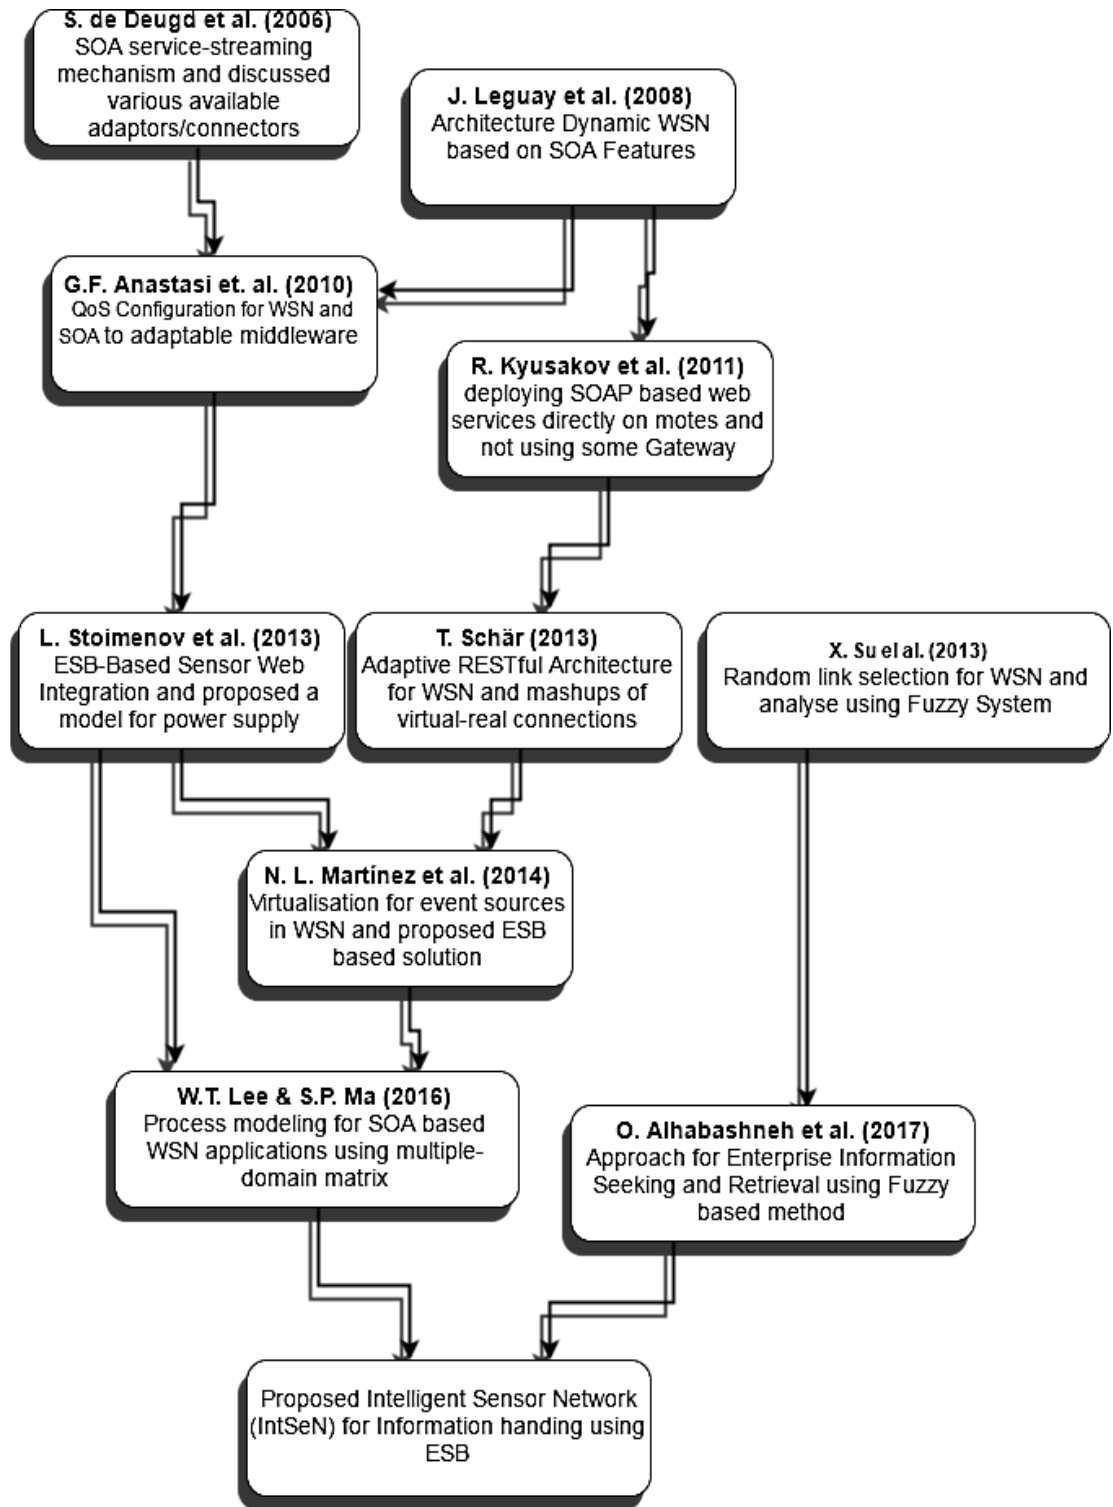 S. de Deugd et al. (2006)
SOA service-streaming
mechanism and discussed
various available
adaptors/connectors
J. Leguay et al. (2008)
Architecture Dynamic WSN
based on SOA Features
G.F. Anastasi et. al. (2010)
QoS Configuration for WSN and
SOA to adaptable middleware
R. Kyusakov et al. (2011)
deploying SOAP based web
services directly on motes and
not using some Gateway
L. Stoimenov et al. (2013)
ESB-Based Sensor Web
Integration and proposed a
model for power supply
T. Schär (2013)
Adaptive RESTful Architecture
for WSN and mashups of
virtual-real connections
X. Su el al. (2013)
Random link selection for WSN and
analyse using Fuzzy System
N. L. Martínez et al. (2014)
Virtualisation for event sources
in WSN and proposed ESB
based solution
W.T. Lee & S.P. Ma (2016)
Process modeling for SOA based
WSN applications using multiple-
domain matrix
O. Alhabashneh et al. (2017)
Approach for Enterprise Information
Seeking and Retrieval using Fuzzy
based method
Proposed Intelligent Sensor Network
(IntSeN) for Information handing using
ESB